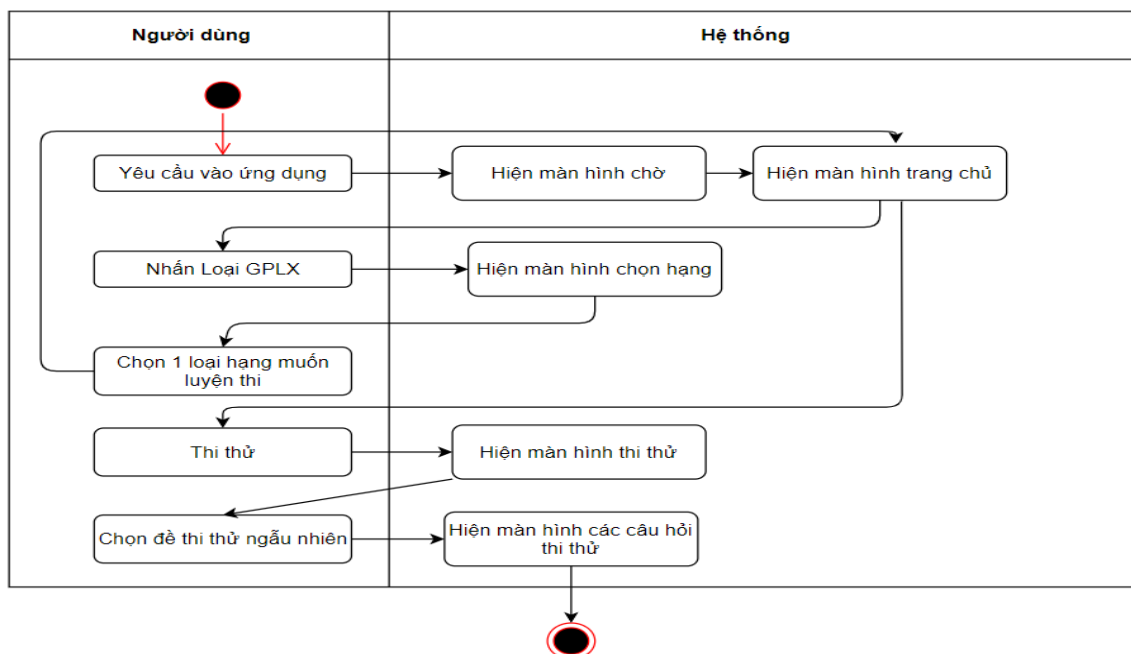 Người dùng
Hệ thống
Yêu cầu vào ứng dụng
Hiện màn hình chờ
Hiện màn hình trang chủ
Nhấn Loại GPLX
Hiện màn hình chọn hạng
Chọn 1 loại hạng muốn
luyện thi
Thi thử
Hiện màn hình thi thử
Chọn đề thi thử ngẫu nhiên
Hiện màn hình các câu hỏi
thi thử